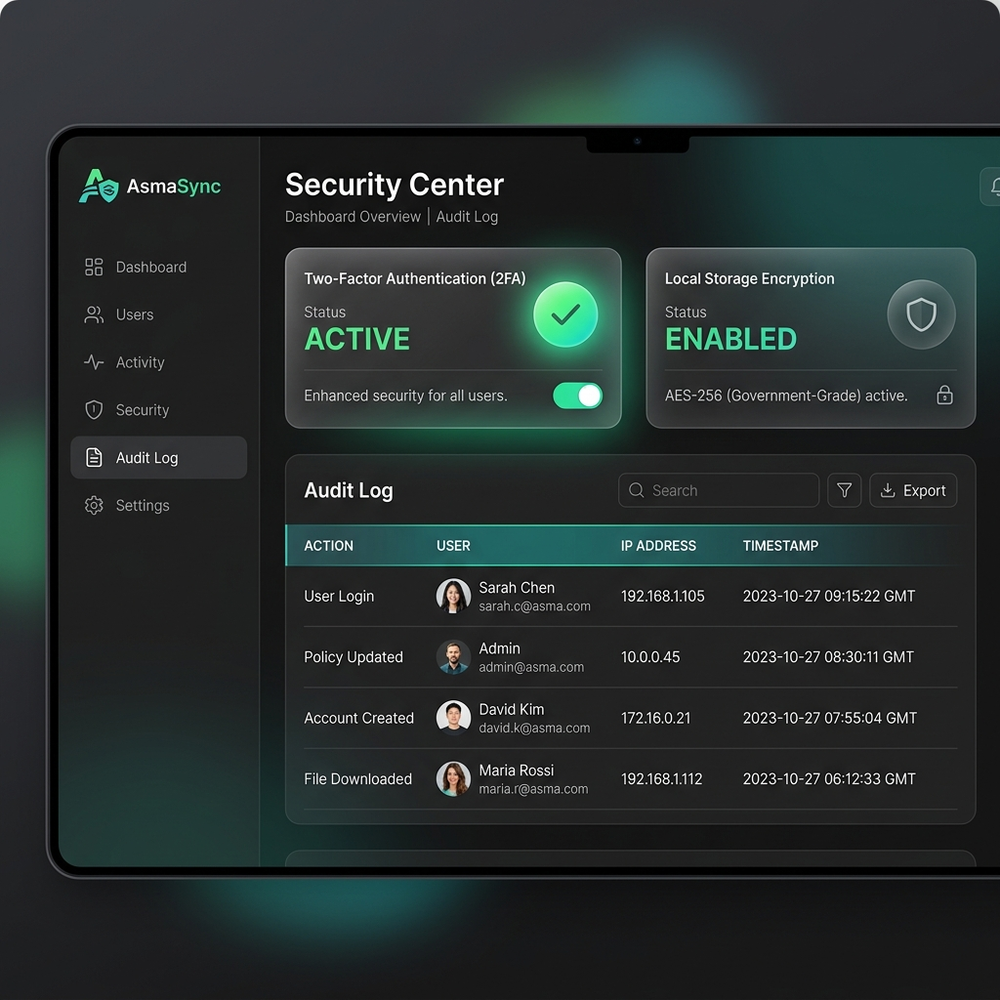 AsmaSync
Dashboard
Users
Activity
Security
Audit Log
Settings
Security Center
Dashboard Overview | Audit Log
Two-Factor Authentication (2FA)
Status
ACTIVE
Enhanced security for all users.
Local Storage Encryption
Status
ENABLED
AES-256 (Government-Grade) active.
Audit Log
Search
Export
ACTION USER IP ADDRESS TIMESTAMP
User Login Sarah Chen 192.168.1.105 2023-10-27 09:15:22 GMT
sarah.c@asma.com
Policy Updated Admin 10.0.0.45 2023-10-27 08:30:11 GMT
admin@asma.com
Account Created David Kim 172.16.0.21 2023-10-27 07:55:04 GMT
david.k@asma.com
File Downloaded Maria Rossi 192.168.1.112 2023-10-27 06:12:33 GMT
maria.r@asma.com